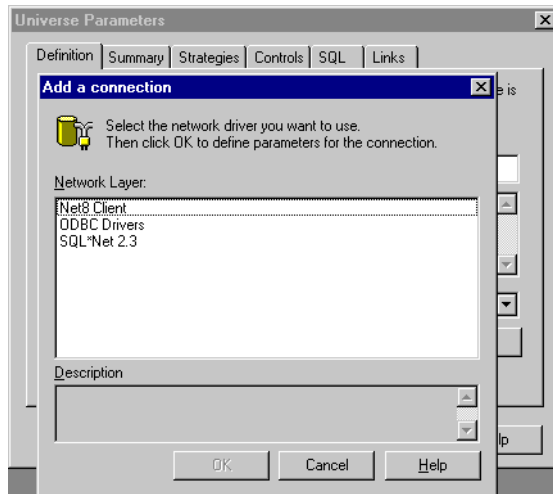 Universe Parameters
Definition Summary Strategies Controls SQL Links
Add a connection
e is
Select the network driver you want to use.
Then click OK to define parameters for the connection.
Network Layer:
Net8 Client
ODBC Drivers
SQL*Net 2.3
Description
OK Cancel Help
lp